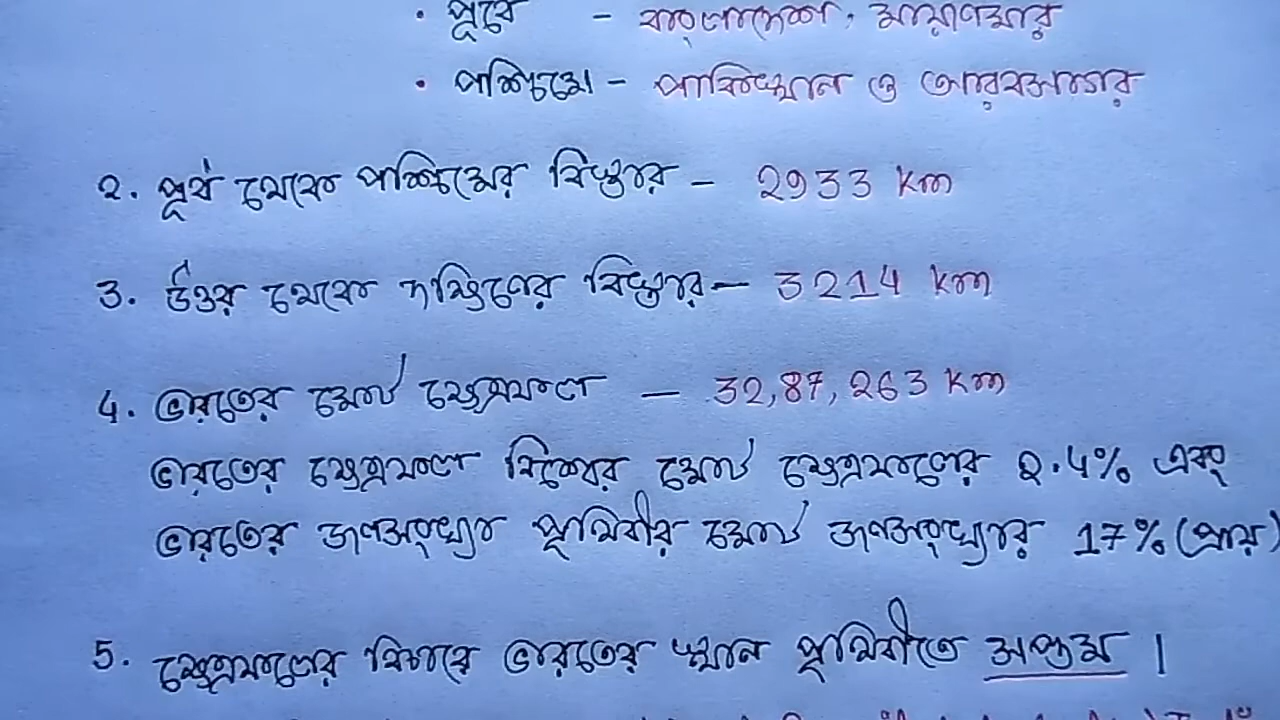 • পূর্বে - বাংলাদেশ, মায়ানমার
• পশ্চিমে - পাকিস্থান ও আরবসাগর
2. পূর্ব থেকে পশ্চিমের বিস্তার - 2933 Km
3. উত্তর থেকে দক্ষিণের বিস্তার - 3214 Km
4. ভারতের মোট ক্ষেত্রফল - 32,87,263 Km
ভারতের ক্ষেত্রফল বিশ্বের মোট ক্ষেত্রফলের 2.4% এবং
ভারতের জনসংখ্যা পৃথিবীর মোট জনসংখ্যার 17% (প্রায়)
5. ক্ষেত্রফলের বিচারে ভারতের স্থান পৃথিবীতে সপ্তম ।